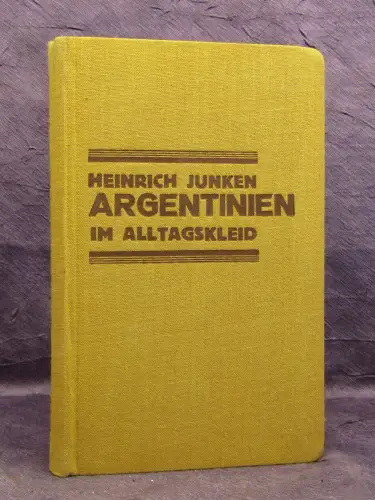 HEINRICH JUNKEN
ARGENTINIEN
IM ALLTAGSKLEID